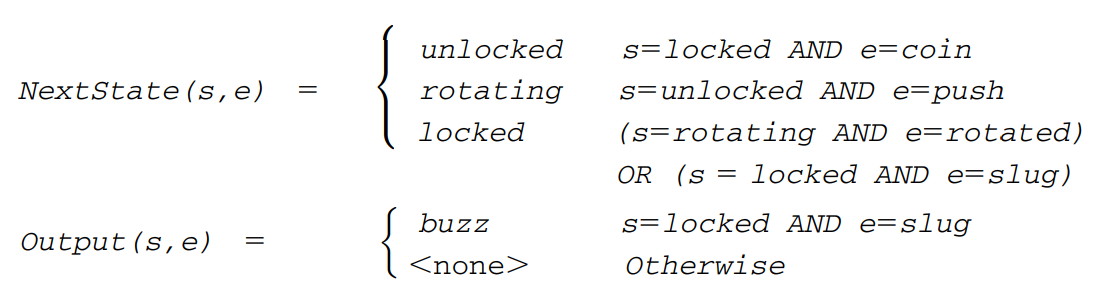 unlocked s=locked AND e=coin
NextState(s,e) = rotating s=unlocked AND e=push
locked (s=rotating AND e=rotated)
OR (s = locked AND e=slug)
buzz s=locked AND e=slug
Output(s,e) =
<none> Otherwise